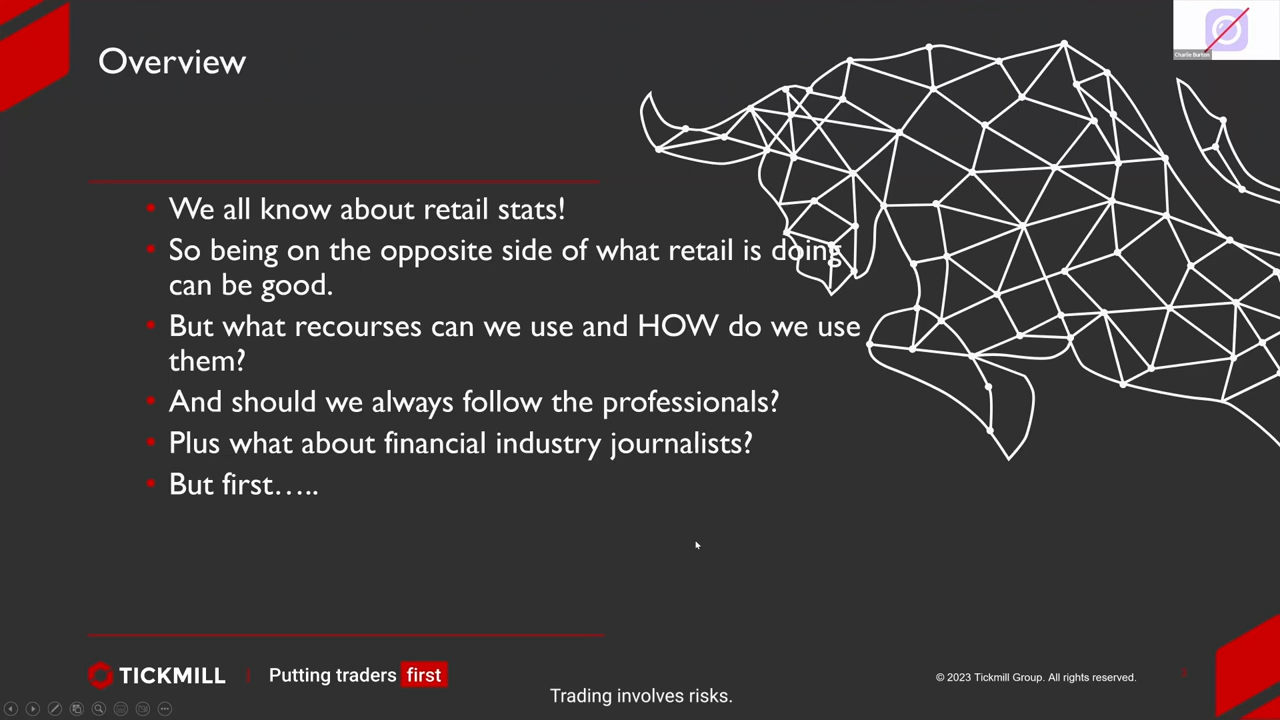 Overview
Charlie Burton
We all know about retail stats!
So being on the opposite side of what retail is doing
can be good.
But what recourses can we use and HOW do we use
them?
And should we always follow the professionals?
Plus what about financial industry journalists?
But first…..
TICKMILL | Putting traders first
© 2023 Tickmill Group. All rights reserved.
Trading involves risks.